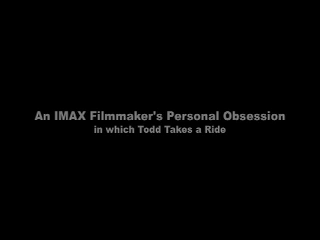 An IMAX Filmmaker's Personal Obsession
in which Todd Takes a Ride